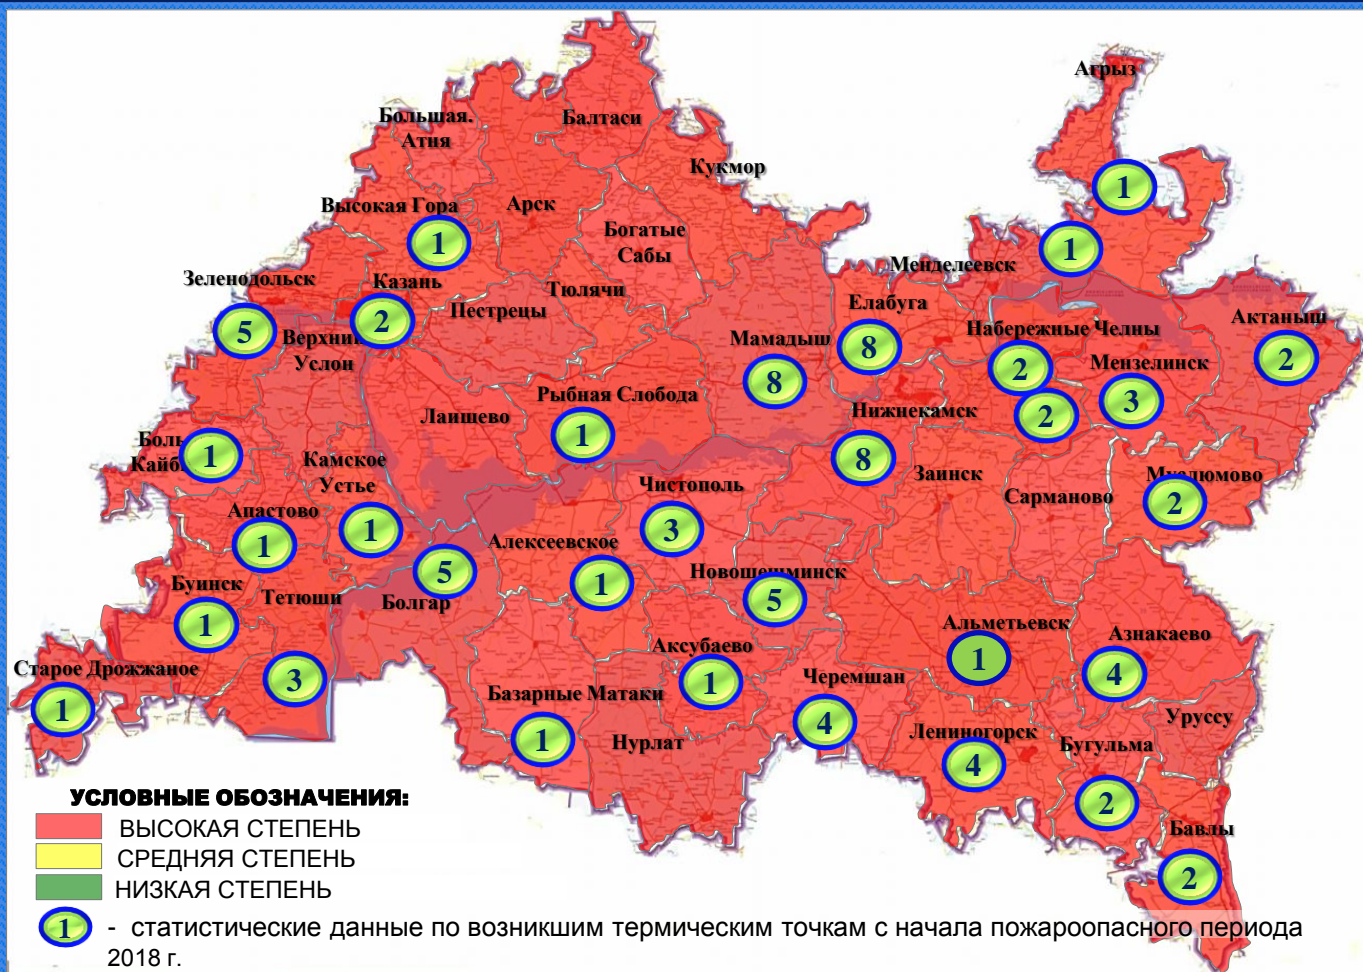 Агрыз
Большая.
Атня
Балтаси
Кукмор
1
Высокая Гора
Арск
1
Богатые
Сабы
1
Менделеевск
Зеленодольск
Казань
Тюлячи
Елабуга
Пестрецы
2
5
Верхний
Услон
Мамадыш
8
Набережные Челны
Актаныш
2
2
Мензелинск
8
3
Рыбная Слобода
Лаишево
Нижнекамск
2
1
1
Камское
Устье
8
Заинск
Сарманово
Чистополь
2
Апастово
1
1
3
Алексеевское
1
5
Болгар
Новошешминск
5
Буинск
1
Тетюши
Аксубаево
1
Альметьевск
1
Азнакаево
4
Старое Дрожжаное
1
3
Базарные Матаки
1
Нурлат
Черемшан
4
Лениногорск
4
Бугульма
2
Уруссу
Бавлы
2
УСЛОВНЫЕ ОБОЗНАЧЕНИЯ:
ВЫСОКАЯ СТЕПЕНЬ
СРЕДНЯЯ СТЕПЕНЬ
НИЗКАЯ СТЕПЕНЬ
1 - статистические данные по возникшим термическим точкам с начала пожароопасного периода
2018 г.